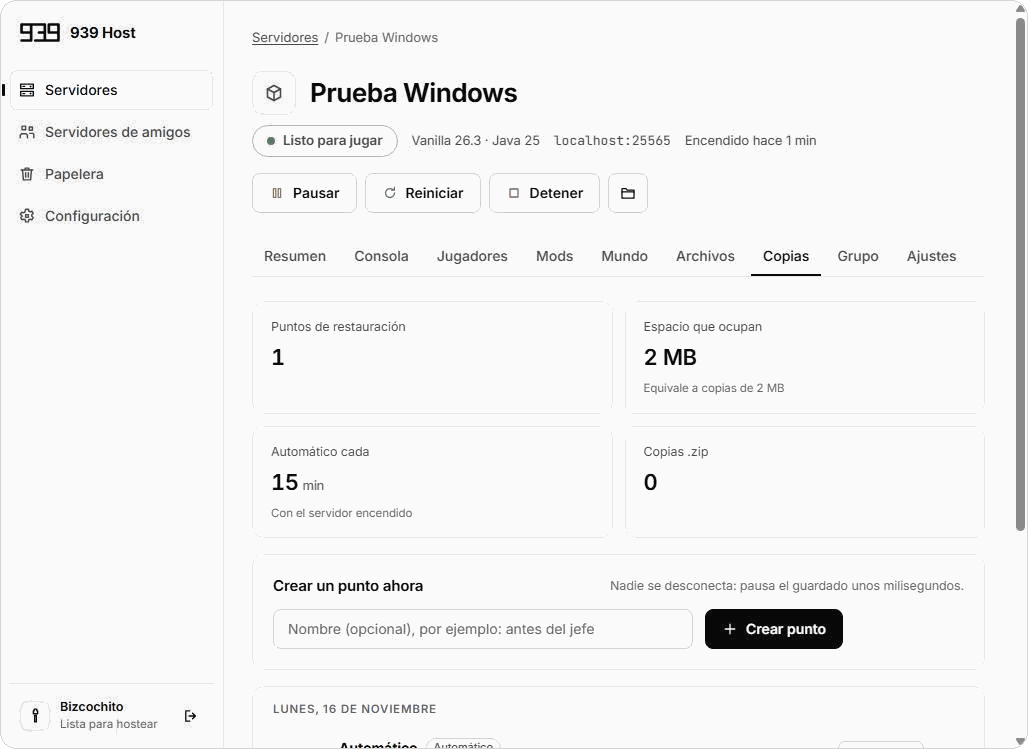 939 939 Host
Servidores
Servidores de amigos
Papelera
Configuración
Bizcochito
Lista para hostear
Servidores / Prueba Windows
Prueba Windows
Listo para jugar Vanilla 26.3 · Java 25 localhost:25565 Encendido hace 1 min
Pausar Reiniciar Detener
Resumen Consola Jugadores Mods Mundo Archivos Copias Grupo Ajustes
Puntos de restauración
1
Espacio que ocupan
2 MB
Equivale a copias de 2 MB
Automático cada
15 min
Con el servidor encendido
Copias .zip
0
Crear un punto ahora Nadie se desconecta: pausa el guardado unos milisegundos.
Nombre (opcional), por ejemplo: antes del jefe + Crear punto
LUNES, 16 DE NOVIEMBRE
Automático Automático